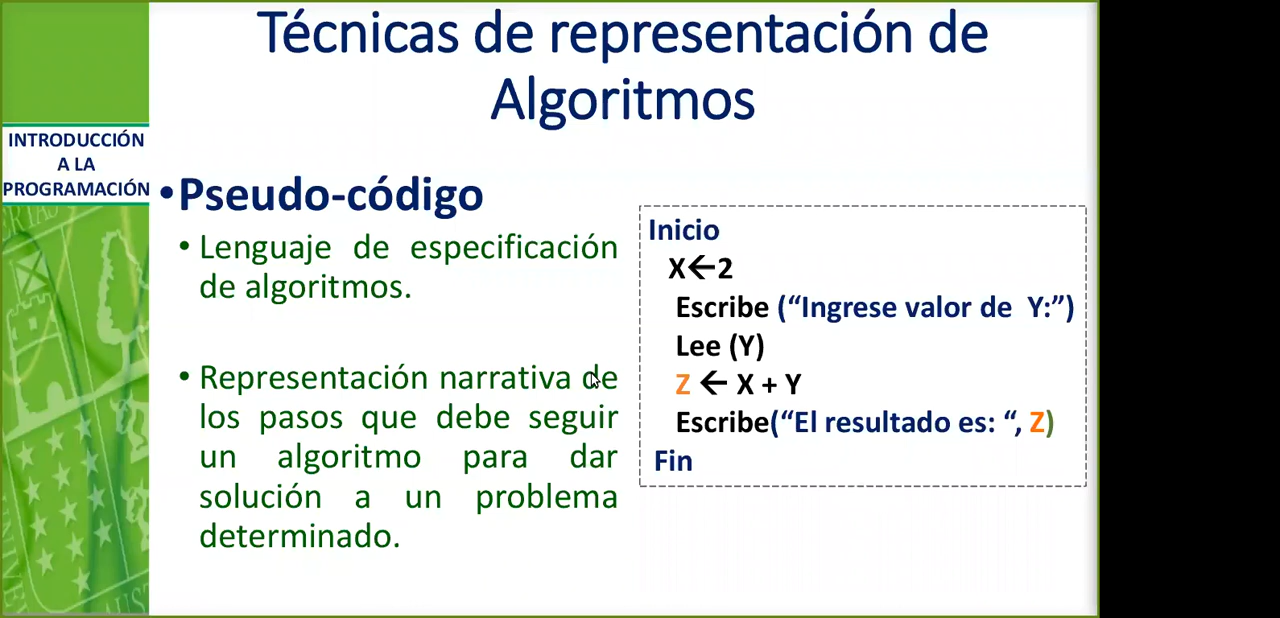 Técnicas de representación de
Algoritmos
INTRODUCCIÓN
A LA
PROGRAMACIÓN
•Pseudo-código
• Lenguaje de especificación
de algoritmos.
• Representación narrativa de
los pasos que debe seguir
un algoritmo para dar
solución a un problema
determinado.
Inicio
X←2
Escribe (“Ingrese valor de Y:”)
Lee (Y)
Z ← X + Y
Escribe(“El resultado es: “, Z)
Fin